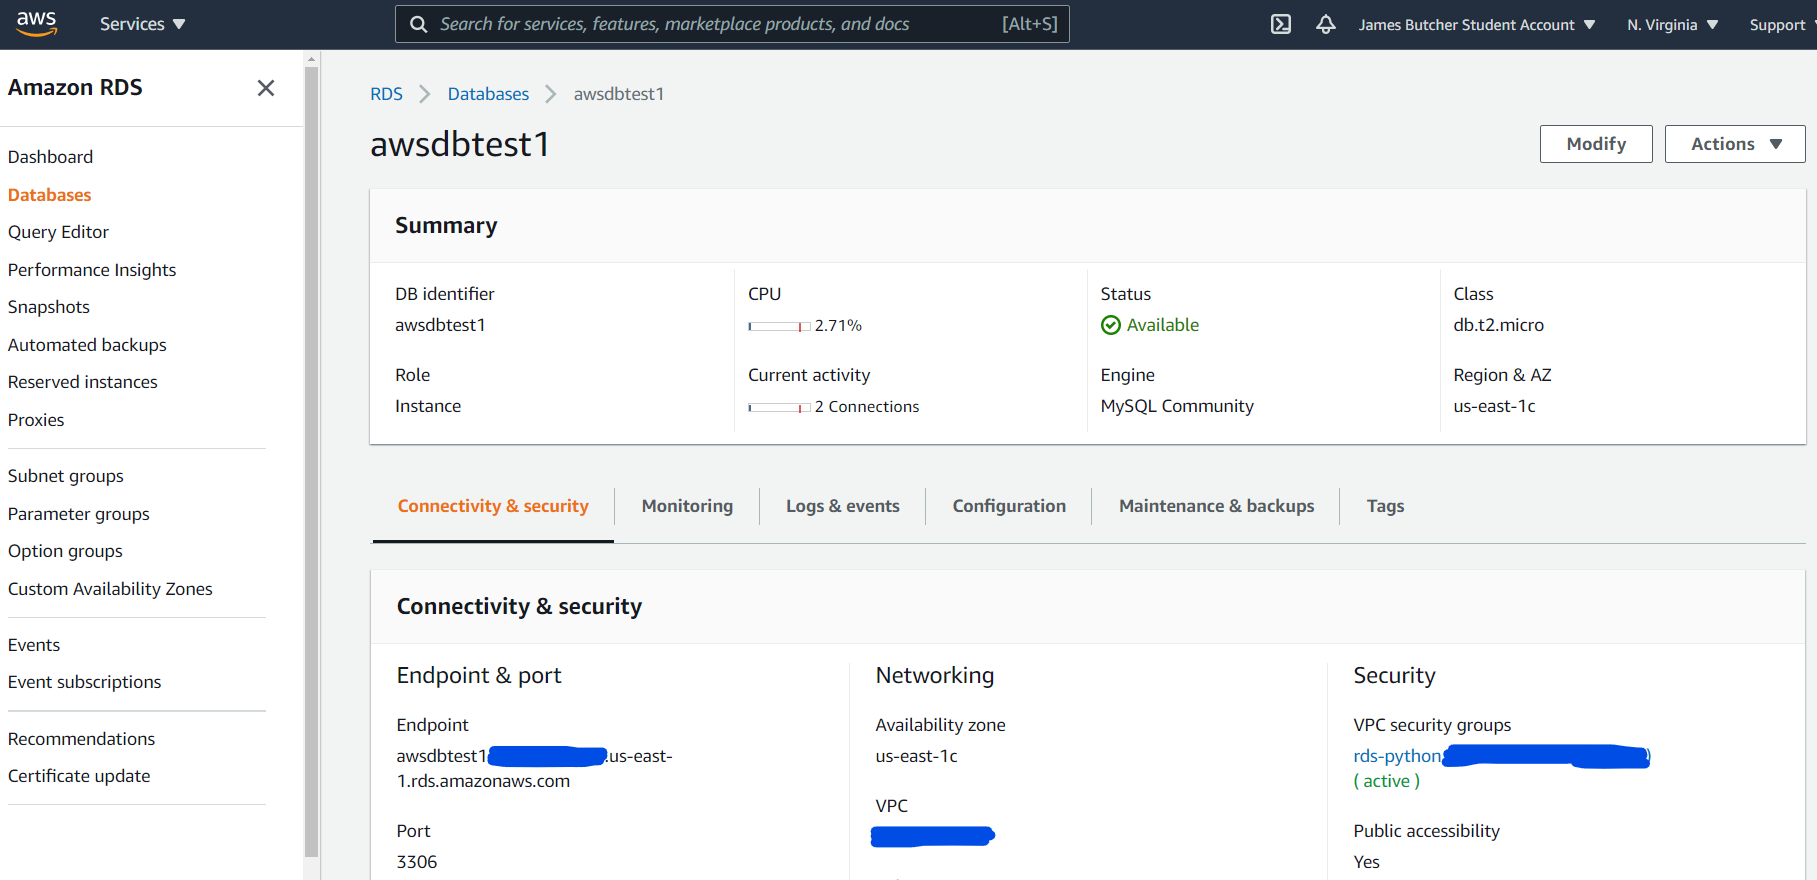 aws Services Search for services, features, marketplace products, and docs [Alt+S] James Butcher Student Account N. Virginia Support
Amazon RDS
Dashboard
Databases
Query Editor
Performance Insights
Snapshots
Automated backups
Reserved instances
Proxies
Subnet groups
Parameter groups
Option groups
Custom Availability Zones
Events
Event subscriptions
Recommendations
Certificate update
RDS Databases awsdbtest1
awsdbtest1
Modify Actions
Summary
DB identifier
awsdbtest1
Role
Instance
CPU
2.71%
Current activity
2 Connections
Status
Available
Engine
MySQL Community
Class
db.t2.micro
Region & AZ
us-east-1c
Connectivity & security Monitoring Logs & events Configuration Maintenance & backups Tags
Connectivity & security
Endpoint & port
Endpoint
awsdbtest1 .us-east-
1.rds.amazonaws.com
Port
3306
Networking
Availability zone
us-east-1c
VPC
Security
VPC security groups
rds-python )
( active )
Public accessibility
Yes